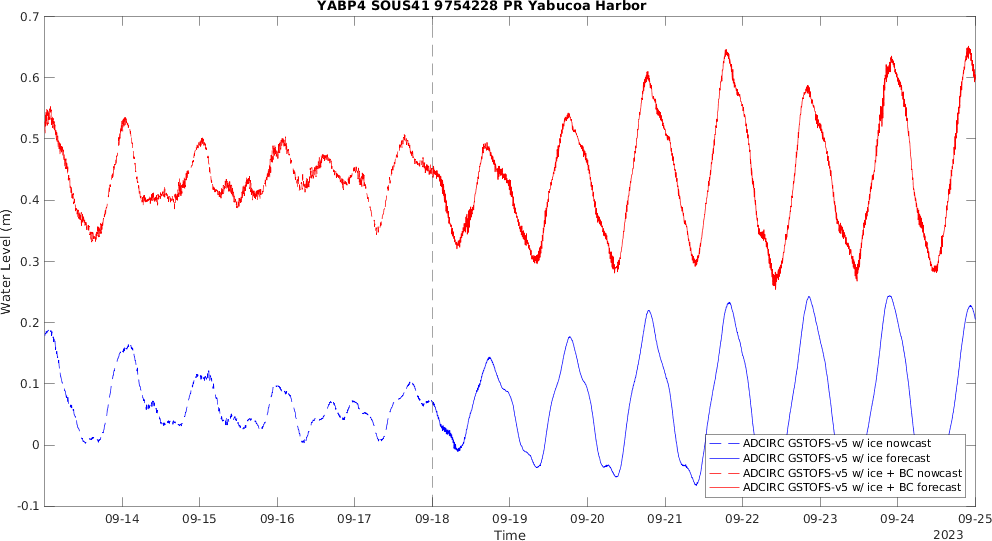 YABP4 SOUS41 9754228 PR Yabucoa Harbor
0.7
0.6
0.5
0.4
0.3
0.2
0.1
0
-0.1
Water Level (m)
ADCIRC GSTOFS-v5 w/ ice nowcast
ADCIRC GSTOFS-v5 w/ ice forecast
ADCIRC GSTOFS-v5 w/ ice + BC nowcast
ADCIRC GSTOFS-v5 w/ ice + BC forecast
09-14 09-15 09-16 09-17 09-18 09-19 09-20 09-21 09-22 09-23 09-24 09-25
Time
2023